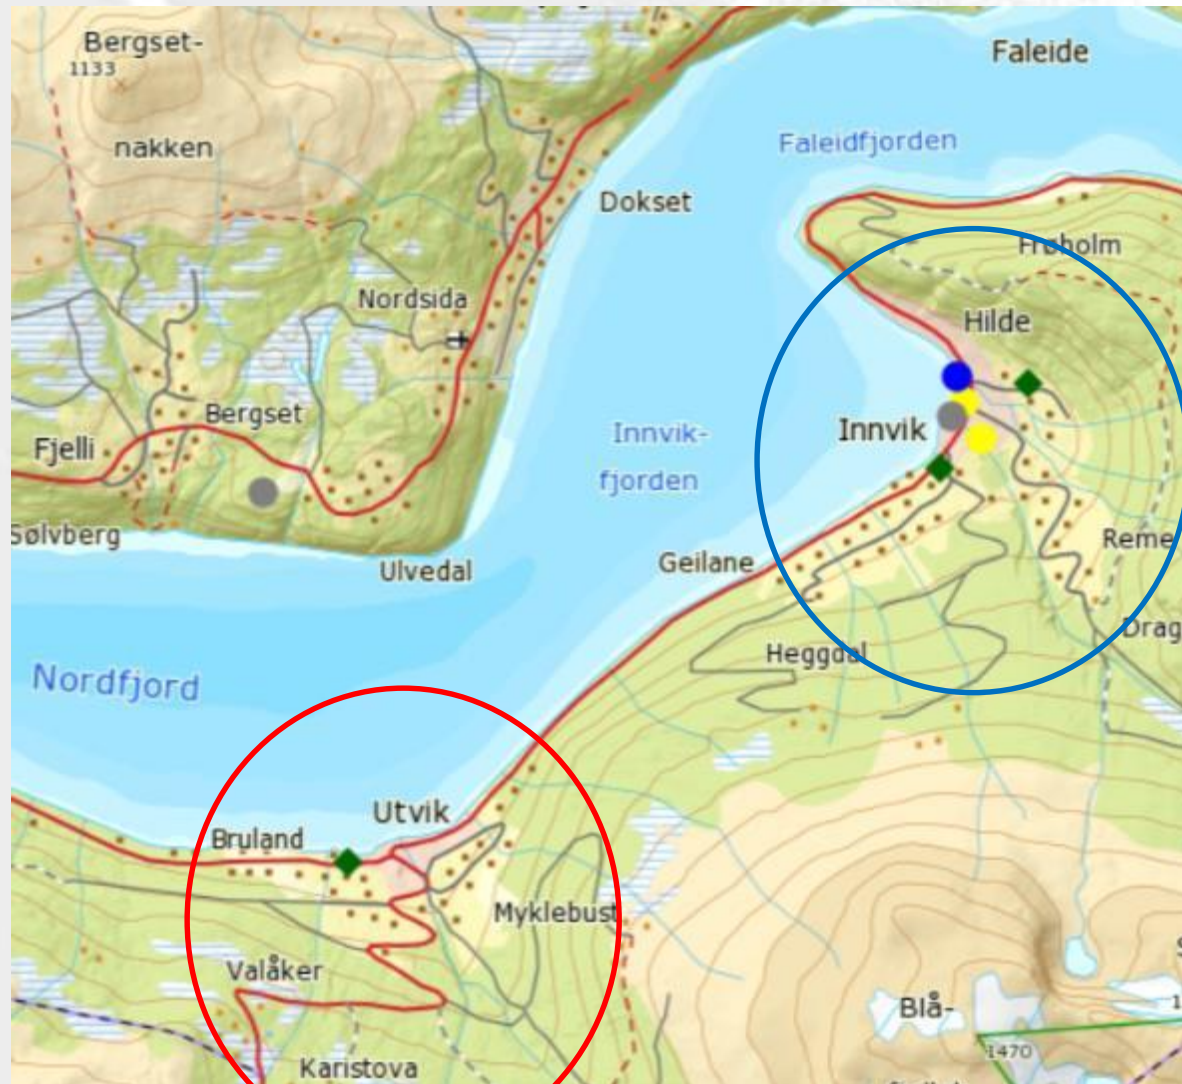 Bergset-
1133
nakken
Faleide
Faleidfjorden
Dokset
Frøholm
Nordsida
Hilde
Bergset
Fjelli
Innvik-
fjorden
Innvik
Sølvberg
Ulvedal
Geilane
Reme
Heggdal
Drag
Nordfjord
Utvik
Bruland
Myklebust
Valåker
Blå-
1470
Karistova